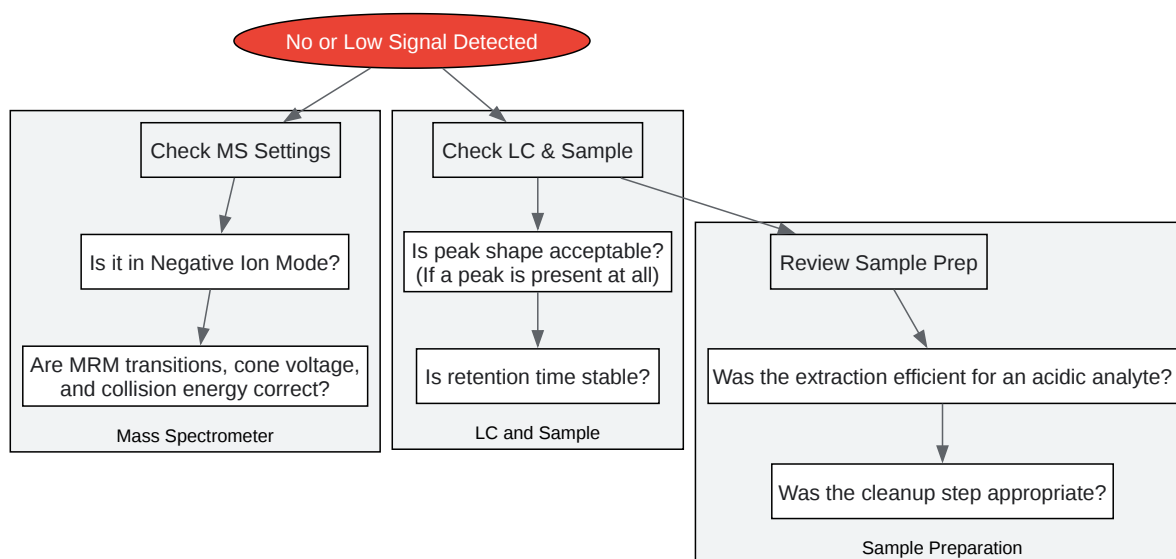 No or Low Signal Detected
Check MS Settings
Is it in Negative Ion Mode?
Are MRM transitions, cone voltage,
and collision energy correct?
Mass Spectrometer
Check LC & Sample
Is peak shape acceptable?
(If a peak is present at all)
Is retention time stable?
LC and Sample
Review Sample Prep
Was the extraction efficient for an acidic analyte?
Was the cleanup step appropriate?
Sample Preparation